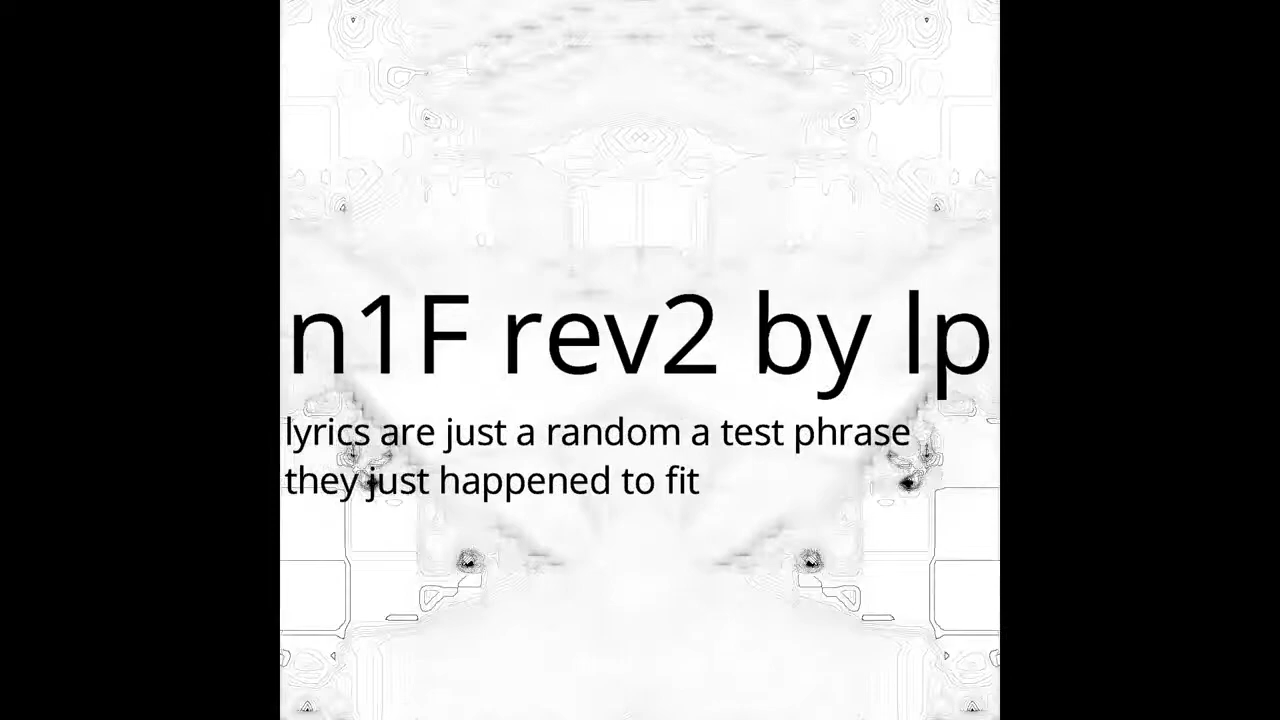 n1F rev2 by lp
lyrics are just a random a test phrase
they just happened to fit